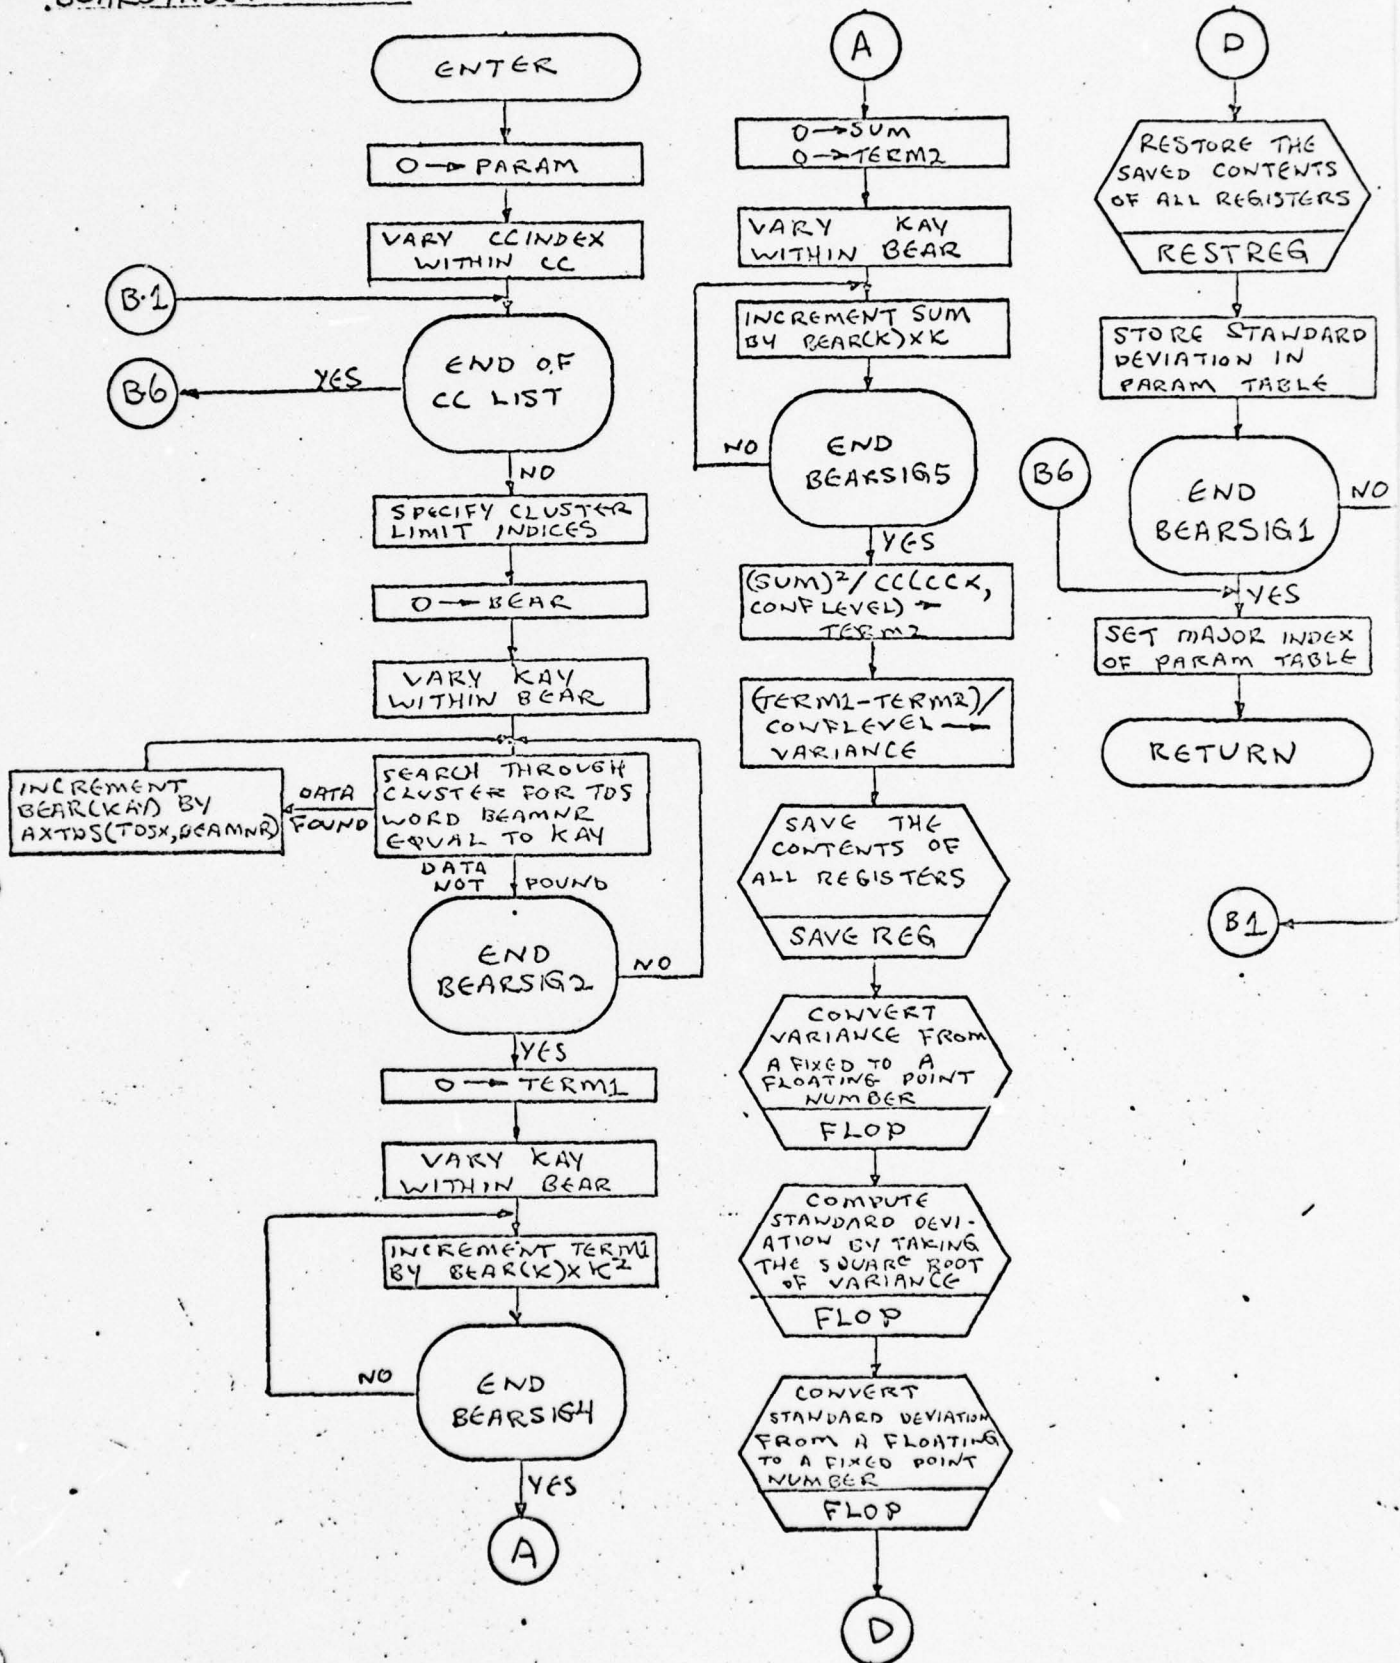 ENTER
0→PARAM
VARY CCINDEX
WITHIN CC
B·1
END OF
CC LIST
YES
B6
NO
SPECIFY CLUSTER
LIMIT INDICES
0→BEAR
VARY KAY
WITHIN BEAR
SEARCH THROUGH
CLUSTER FOR TDS
WORD BEAMNR
EQUAL TO KAY
DATA
FOUND
INCREMENT
BEAR(KAY) BY
AXTDS(TDSX,BEAMNR)
DATA
NOT FOUND
END
BEARSIG2
NO
YES
0→TERM1
VARY KAY
WITHIN BEAR
INCREMENT TERM1
BY BEAR(K)XK²
END
BEARSIG4
NO
YES
A
A
0→SUM
0→TERM2
VARY KAY
WITHIN BEAR
INCREMENT SUM
BY BEAR(K)XK
END
BEARSIG5
NO
YES
(SUM)²/CC(CCX,
CONFLEVEL)→
TERM2
(TERM1-TERM2)/
CONFLEVEL→
VARIANCE
SAVE THE
CONTENTS OF
ALL REGISTERS
SAVEREG
CONVERT
VARIANCE FROM
A FIXED TO A
FLOATING POINT
NUMBER
FLOP
COMPUTE
STANDARD DEVI-
ATION BY TAKING
THE SQUARE ROOT
OF VARIANCE
FLOP
CONVERT
STANDARD DEVIATION
FROM A FLOATING
TO A FIXED POINT
NUMBER
FLOP
D
D
RESTORE THE
SAVED CONTENTS
OF ALL REGISTERS
RESTREG
STORE STANDARD
DEVIATION IN
PARAM TABLE
B6
END
BEARSIG1
NO
YES
SET MAJOR INDEX
OF PARAM TABLE
RETURN
B1